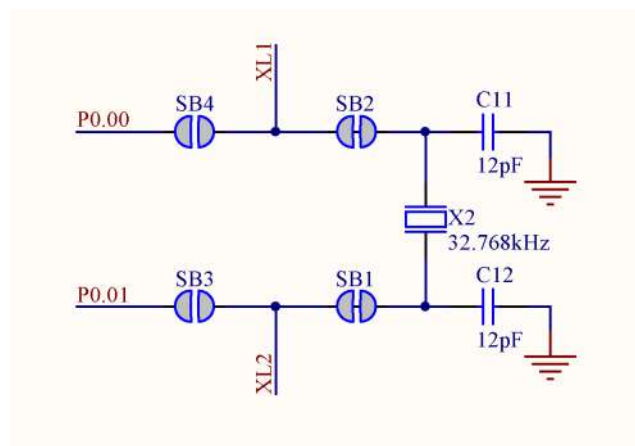 XL1
SB4
SB2
C11
P0.00
12pF
X2
32.768kHz
SB3
SB1
C12
P0.01
12pF
XL2